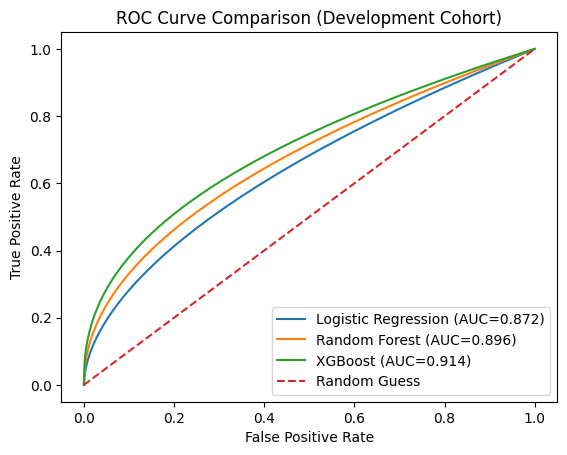 ROC Curve Comparison (Development Cohort)
True Positive Rate
1.0
0.8
0.6
0.4
0.2
0.0
Logistic Regression (AUC=0.872)
Random Forest (AUC=0.896)
XGBoost (AUC=0.914)
Random Guess
0.0 0.2 0.4 0.6 0.8 1.0
False Positive Rate